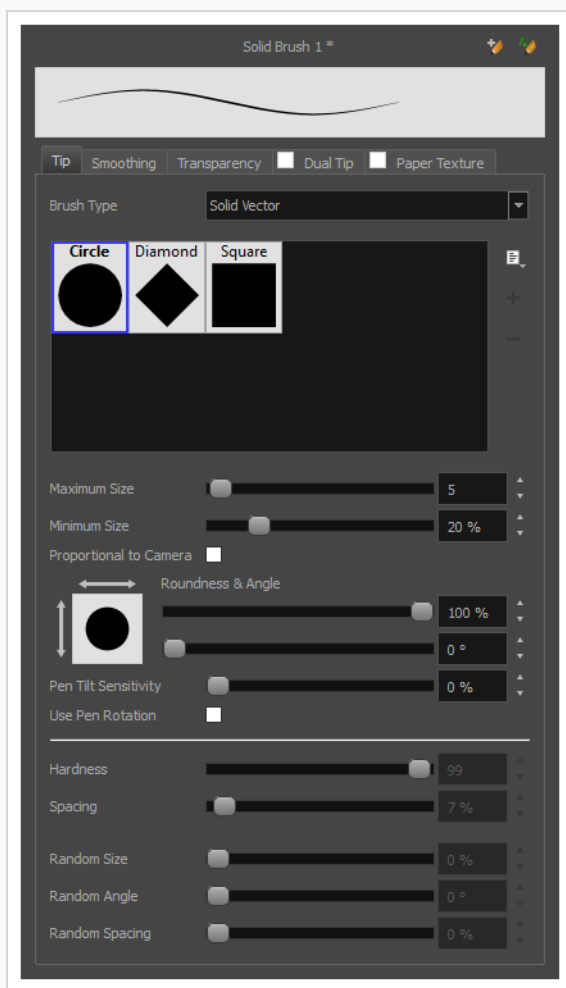 Solid Brush 1 *
Tip Smoothing Transparency Dual Tip Paper Texture
Brush Type Solid Vector
Circle Diamond Square
Maximum Size 5
Minimum Size 20 %
Proportional to Camera
Roundness & Angle
100 %
0 °
Pen Tilt Sensitivity 0 %
Use Pen Rotation
Hardness 99
Spacing 7 %
Random Size 0 %
Random Angle 0 °
Random Spacing 0 %